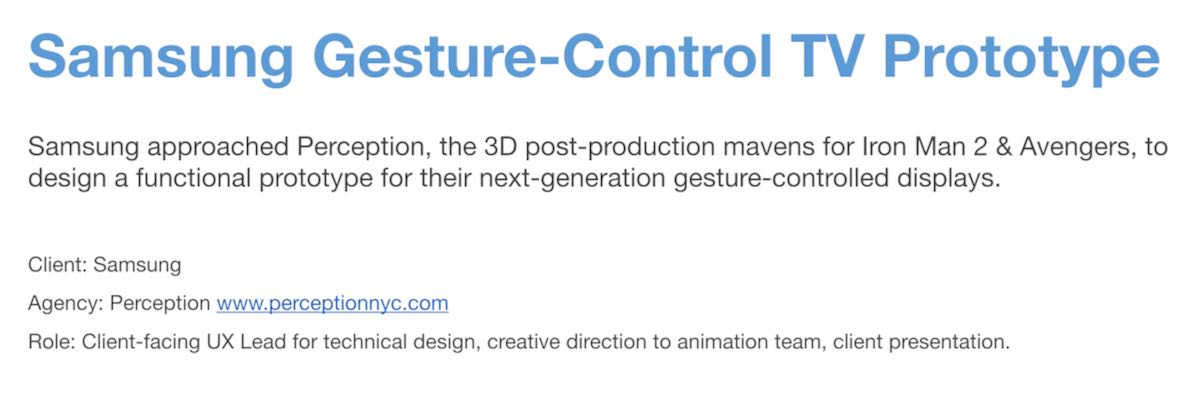 Samsung Gesture-Control TV Prototype
Samsung approached Perception, the 3D post-production mavens for Iron Man 2 & Avengers, to
design a functional prototype for their next-generation gesture-controlled displays.
Client: Samsung
Agency: Perception www.perceptionnyc.com
Role: Client-facing UX Lead for technical design, creative direction to animation team, client presentation.